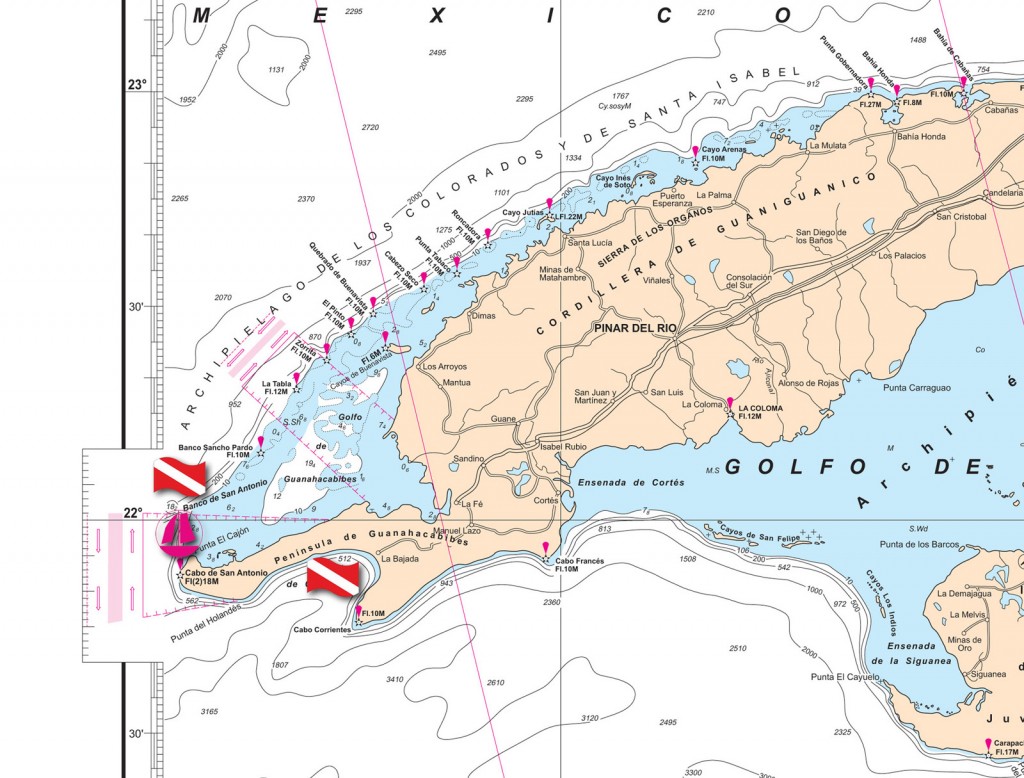 M E X I C O
2295
2210
2495
1488
754
2000
2000
1131
1952
23°
2295
1767
Cy.sosyM
747
912
39
Punta Gobernadora
Fl.27M
Bahía Honda
Fl.8M
Bahía de Cabañas
Fl.10M
Cabañas
Bahía Honda
La Mulata
2720
1334
ARCHIPIELAGO DE LOS COLORADOS Y DE SANTA ISABEL
Cayo Arenas
Fl.10M
Cayo Inés
de Soto
Puerto
Esperanza
La Palma
Candelaria
San Cristobal
2265
2370
2000
1101
200
Cayo Jutías
LFl.22M
1275
1000
500
10
Roncadora
Fl.10M
Punta Tabaco
Fl.10M
Cabezo Seco
Fl.10M
Quebrado de Buenavista
Fl.10M
El Pinto
Fl.10M
Zorrita
Fl.10M
1937
2070
870
952
30'
Santa Lucía
SIERRA DE LOS ORGANOS
CORDILLERA DE GUANIGUANICO
San Diego de
los Baños
Los Palacios
Minas de
Matahambre
Viñales
Consolación
del Sur
Dimas
PINAR DEL RIO
Fl.6M
Cayos de Buenavista
Los Arroyos
Mantua
La Tabla
Fl.12M
San Juan y
Martínez
San Luis
Río Ajiconal
Alonso de Rojas
Punta Carraguao
Co
La Coloma
LA COLOMA
Fl.12M
Guane
Isabel Rubio
S.Sh
Golfo
de
Guanahacabibes
Banco Sancho Pardo
Fl.10M
Sandino
GOLFO DE
M.S
M
Archipié
Banco de San Antonio
Ensenada de Cortés
Cortés
La Fé
22°
Manuel Lazo
Punta El Cajón
Península de Guanahacabibes
La Bajada
512
Cabo de San Antonio
Fl(2)18M
562
Punta del Holandés
de
Fl.10M
Cabo Corrientes
943
Cabo Francés
Fl.10M
2360
813
1508
Cayos de San Felipe
106
200
542
S.Wd
Punta de los Barcos
1000
972
500
10
Cayos Los Indios
La Demajagua
La Melvis
Minas de
Oro
Siguanea
Ensenada
de la Siguanea
Punta El Cayuelo
1807
3410
2610
2510
2000
3165
3120
2495
2325
30'
Juv
Carapac
Fl.17M
3300
3000